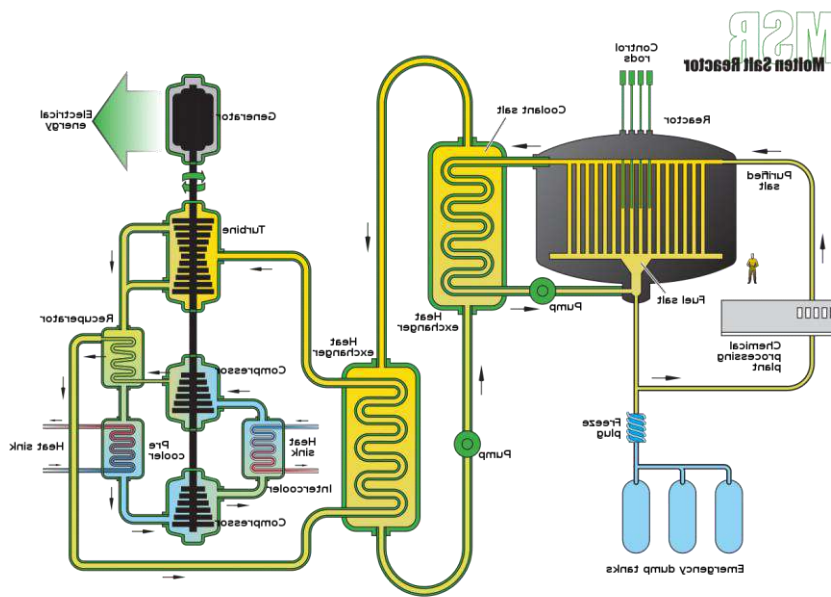 MSR
Molten Salt Reactor
Control
rods
Reactor
Coolant salt
Purified
salt
Fuel salt
Pump
Heat
exchanger
Chemical
processing
plant
Freeze
plug
Pump
Emergency dump tanks
Electrical
energy
Generator
Turbine
Recuperator
Heat
exchanger
Compressor
Heat sink
Pre
cooler
Heat
sink
Intercooler
Compressor